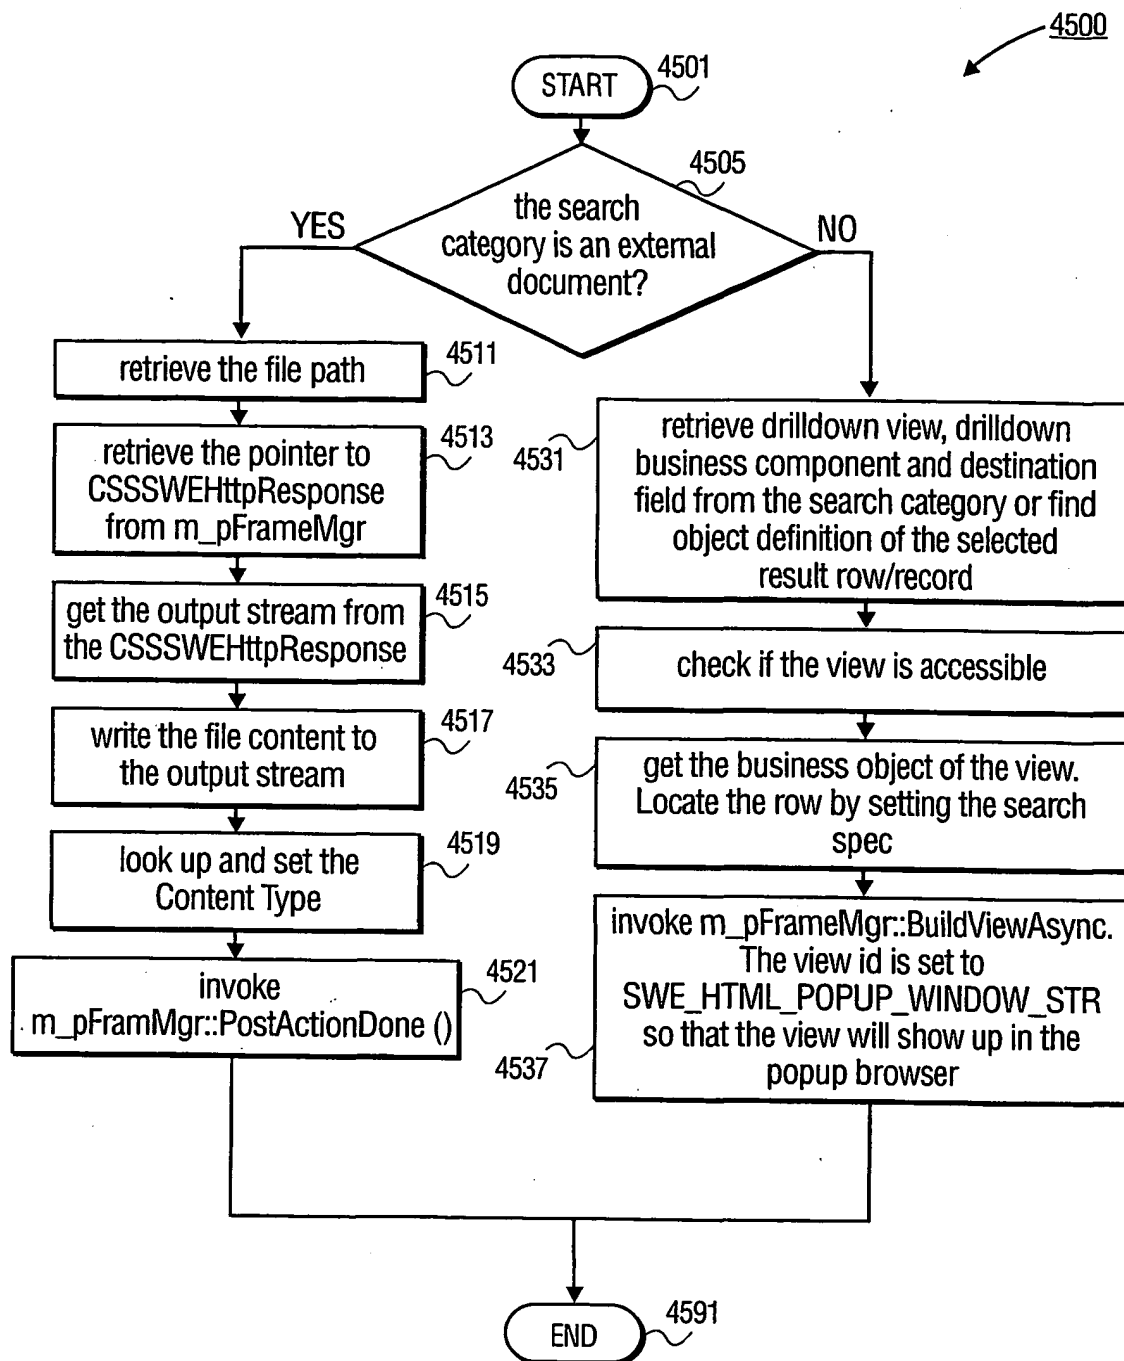 4500
START
4501
4505
the search
category is an external
document?
YES
NO
retrieve the file path
4511
retrieve the pointer to
CSSSWEHttpResponse
from m_pFrameMgr
4513
get the output stream from
the CSSSWEHttpResponse
4515
write the file content to
the output stream
4517
look up and set the
Content Type
4519
invoke
m_pFramMgr::PostActionDone ()
4521
4531
retrieve drilldown view, drilldown
business component and destination
field from the search category or find
object definition of the selected
result row/record
4533
check if the view is accessible
4535
get the business object of the view.
Locate the row by setting the search
spec
4537
invoke m_pFrameMgr::BuildViewAsync.
The view id is set to
SWE_HTML_POPUP_WINDOW_STR
so that the view will show up in the
popup browser
END
4591